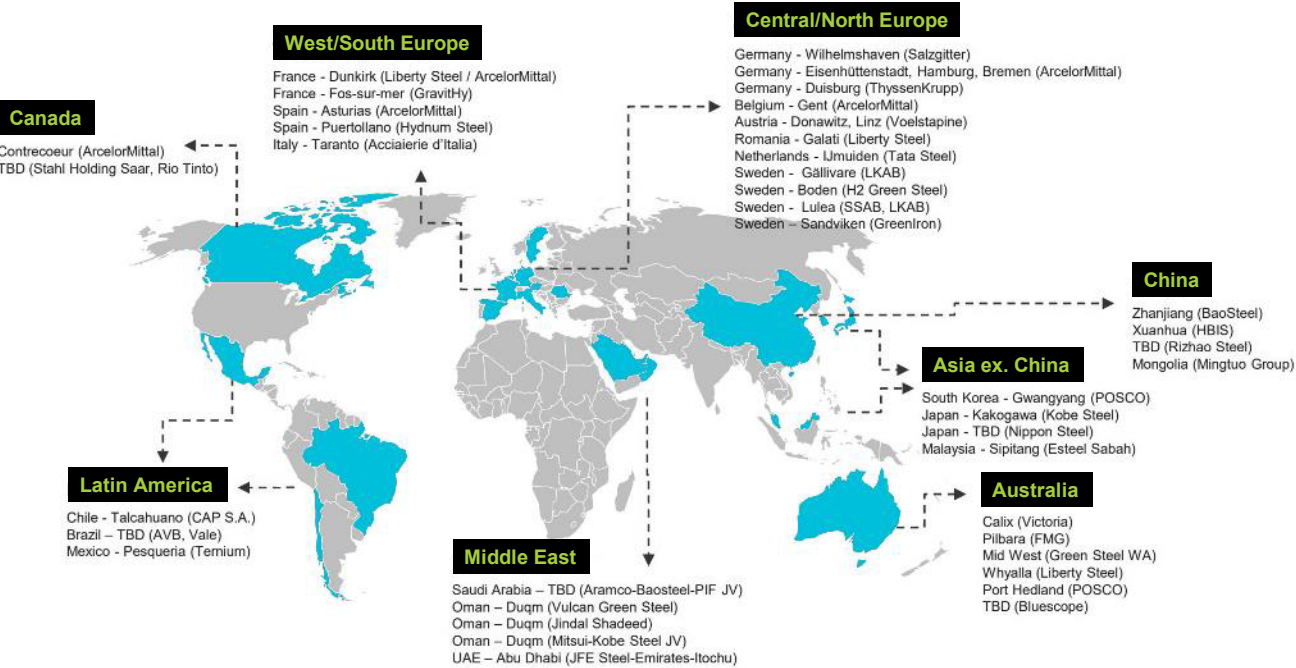 Central/North Europe
Germany - Wilhelmshaven (Salzgitter)
Germany - Eisenhüttenstadt, Hamburg, Bremen (ArcelorMittal)
Germany - Duisburg (ThyssenKrupp)
Belgium - Gent (ArcelorMittal)
Austria - Donawitz, Linz (Voelstapine)
Romania - Galati (Liberty Steel)
Netherlands - IJmuiden (Tata Steel)
Sweden - Gällivare (LKAB)
Sweden - Boden (H2 Green Steel)
Sweden - Lulea (SSAB, LKAB)
Sweden – Sandviken (GreenIron)
West/South Europe
France - Dunkirk (Liberty Steel / ArcelorMittal)
France - Fos-sur-mer (GravitHy)
Spain - Asturias (ArcelorMittal)
Spain - Puertollano (Hydnum Steel)
Italy - Taranto (Acciaierie d'Italia)
Canada
Contrecoeur (ArcelorMittal)
TBD (Stahl Holding Saar, Rio Tinto)
China
Zhanjiang (BaoSteel)
Xuanhua (HBIS)
TBD (Rizhao Steel)
Mongolia (Mingtuo Group)
Asia ex. China
South Korea - Gwangyang (POSCO)
Japan - Kakogawa (Kobe Steel)
Japan - TBD (Nippon Steel)
Malaysia - Sipitang (Esteel Sabah)
Latin America
Chile - Talcahuano (CAP S.A.)
Brazil – TBD (AVB, Vale)
Mexico - Pesqueria (Ternium)
Australia
Calix (Victoria)
Pilbara (FMG)
Mid West (Green Steel WA)
Whyalla (Liberty Steel)
Port Hedland (POSCO)
TBD (Bluescope)
Middle East
Saudi Arabia – TBD (Aramco-Baosteel-PIF JV)
Oman – Duqm (Vulcan Green Steel)
Oman – Duqm (Jindal Shadeed)
Oman – Duqm (Mitsui-Kobe Steel JV)
UAE – Abu Dhabi (JFE Steel-Emirates-Itochu)